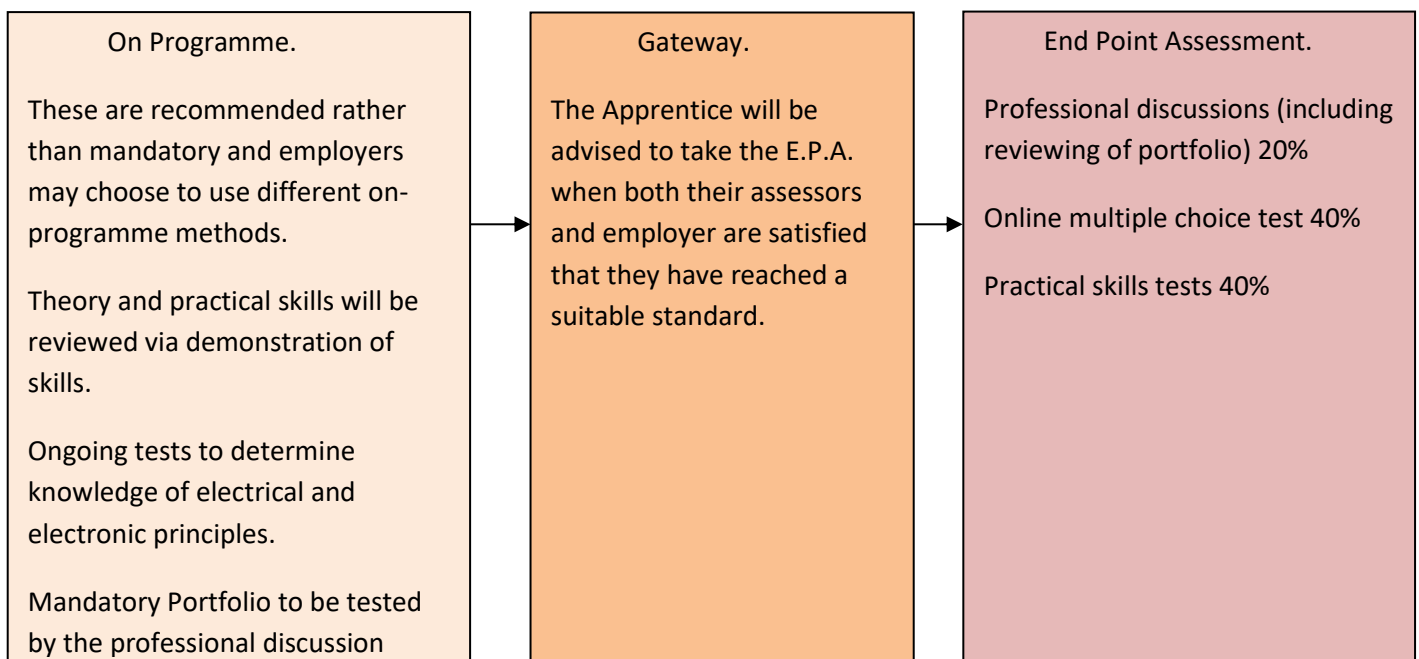 On Programme.
These are recommended rather
than mandatory and employers
may choose to use different on-
programme methods.
Theory and practical skills will be
reviewed via demonstration of
skills.
Ongoing tests to determine
knowledge of electrical and
electronic principles.
Mandatory Portfolio to be tested
by the professional discussion
Gateway.
The Apprentice will be
advised to take the E.P.A.
when both their assessors
and employer are satisfied
that they have reached a
suitable standard.
End Point Assessment.
Professional discussions (including
reviewing of portfolio) 20%
Online multiple choice test 40%
Practical skills tests 40%